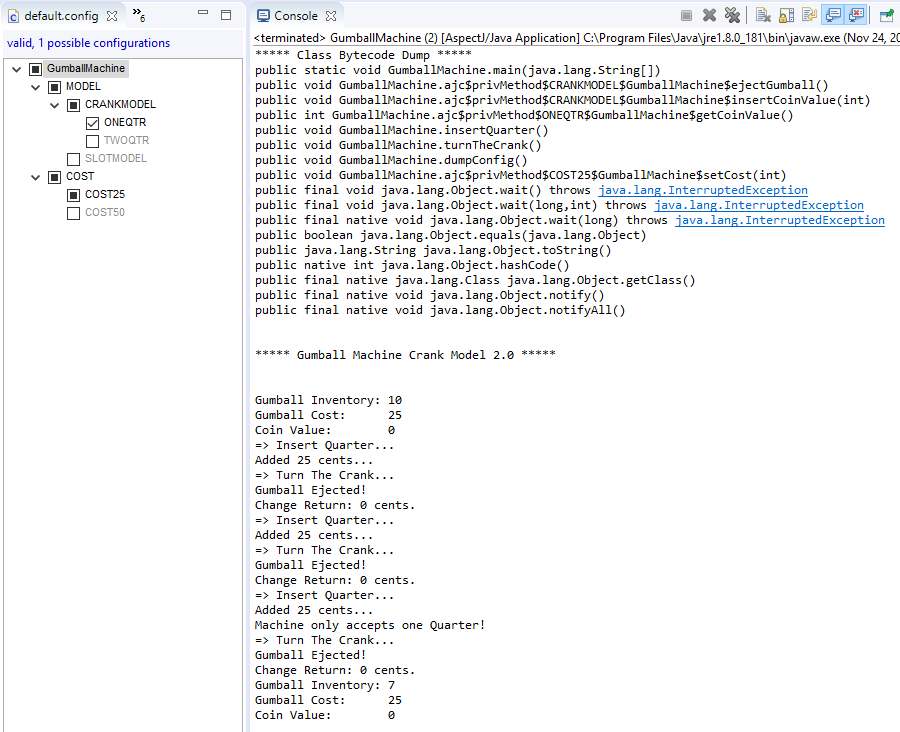 default.config
6
valid, 1 possible configurations
GumballMachine
MODEL
CRANKMODEL
ONEQTR
TWOQTR
SLOTMODEL
COST
COST25
COST50
Console
<terminated> GumballMachine (2) [AspectJ/Java Application] C:\Program Files\Java\jre1.8.0_181\bin\javaw.exe (Nov 24, 20
***** Class Bytecode Dump *****
public static void GumballMachine.main(java.lang.String[])
public void GumballMachine.ajc$privMethod$CRANKMODEL$GumballMachine$ejectGumball()
public void GumballMachine.ajc$privMethod$CRANKMODEL$GumballMachine$insertCoinValue(int)
public int GumballMachine.ajc$privMethod$ONEQTR$GumballMachine$getCoinValue()
public void GumballMachine.insertQuarter()
public void GumballMachine.turnTheCrank()
public void GumballMachine.dumpConfig()
public void GumballMachine.ajc$privMethod$COST25$GumballMachine$setCost(int)
public final void java.lang.Object.wait() throws java.lang.InterruptedException
public final void java.lang.Object.wait(long,int) throws java.lang.InterruptedException
public final native void java.lang.Object.wait(long) throws java.lang.InterruptedException
public boolean java.lang.Object.equals(java.lang.Object)
public java.lang.String java.lang.Object.toString()
public native int java.lang.Object.hashCode()
public final native java.lang.Class java.lang.Object.getClass()
public final native void java.lang.Object.notify()
public final native void java.lang.Object.notifyAll()
***** Gumball Machine Crank Model 2.0 *****
Gumball Inventory: 10
Gumball Cost: 25
Coin Value: 0
=> Insert Quarter...
Added 25 cents...
=> Turn The Crank...
Gumball Ejected!
Change Return: 0 cents.
=> Insert Quarter...
Added 25 cents...
=> Turn The Crank...
Gumball Ejected!
Change Return: 0 cents.
=> Insert Quarter...
Added 25 cents...
Machine only accepts one Quarter!
=> Turn The Crank...
Gumball Ejected!
Change Return: 0 cents.
Gumball Inventory: 7
Gumball Cost: 25
Coin Value: 0